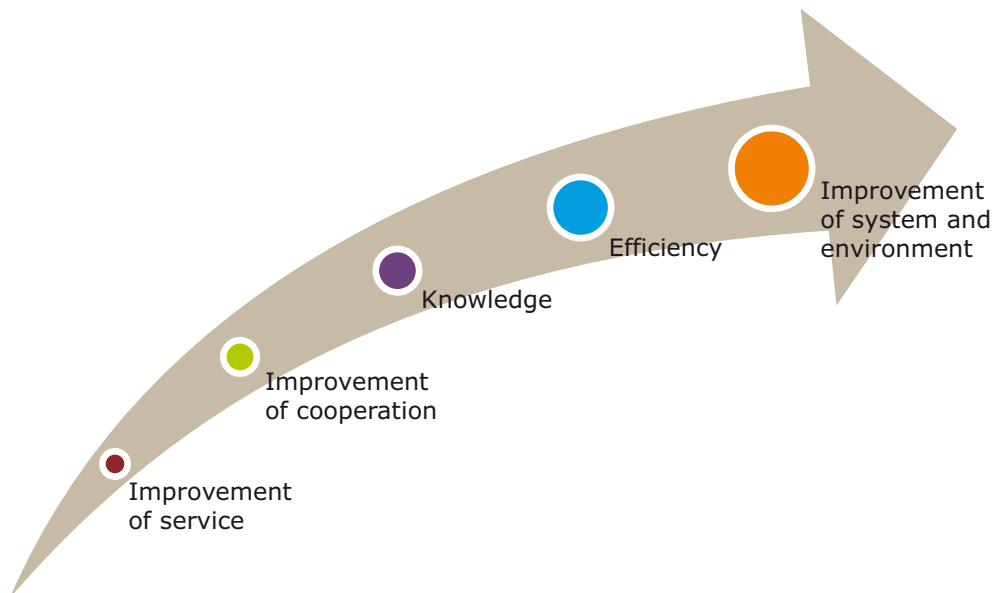 Improvement
of system and
environment
Efficiency
Knowledge
Improvement
of cooperation
Improvement
of service